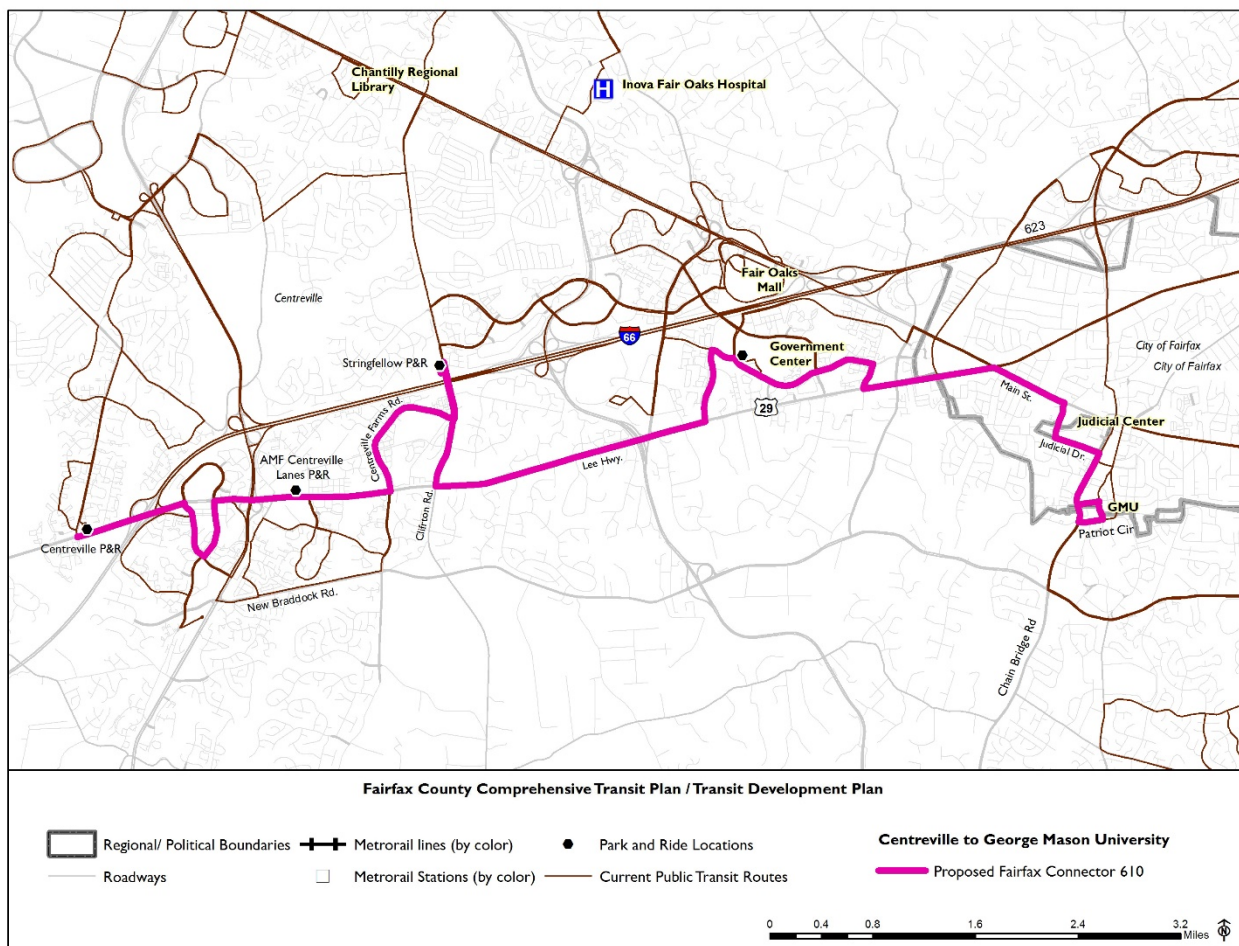 Chantilly Regional
Library
H
Inova Fair Oaks Hospital
623
Fair Oaks
Mall
Centreville
66
Stringfellow P&R
Government
Center
City of Fairfax
City of Fairfax
Main St.
29
Centreville Farms Rd.
Judicial Center
Judicial Dr.
AMF Centreville
Lanes P&R
Lee Hwy.
Clifrton Rd.
GMU
Patriot Cir
Centreville P&R
New Braddock Rd.
Chain Bridge Rd
Fairfax County Comprehensive Transit Plan / Transit Development Plan
Regional/ Political Boundaries
Metrorail lines (by color)
Park and Ride Locations
Centreville to George Mason University
Roadways
Metrorail Stations (by color)
Current Public Transit Routes
Proposed Fairfax Connector 610
0 0.4 0.8 1.6 2.4 3.2
Miles
N